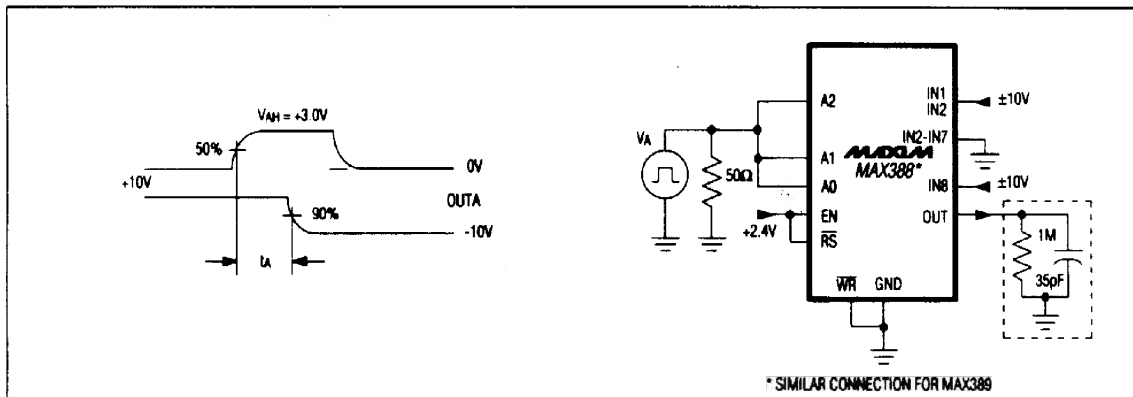 VAH = +3.0V
50%
0V
+10V
OUTA
90%
-10V
tA
VA
50Ω
+2.4V
A2
A1
A0
EN
RS
WR GND
IN1
IN2
IN2-IN7
MAXIM
MAX388*
IN8
OUT
±10V
±10V
1M
35pF
* SIMILAR CONNECTION FOR MAX389